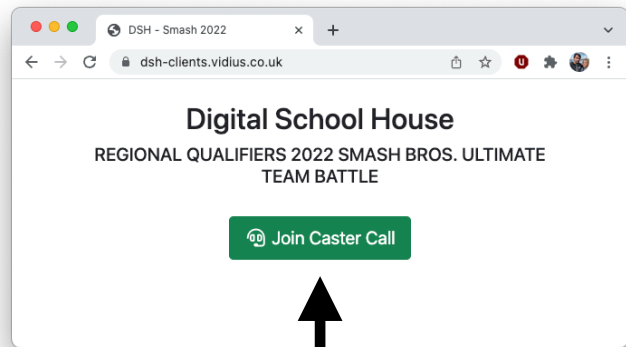 DSH - Smash 2022
dsh-clients.vidius.co.uk
Digital School House
REGIONAL QUALIFIERS 2022 SMASH BROS. ULTIMATE
TEAM BATTLE
Join Caster Call